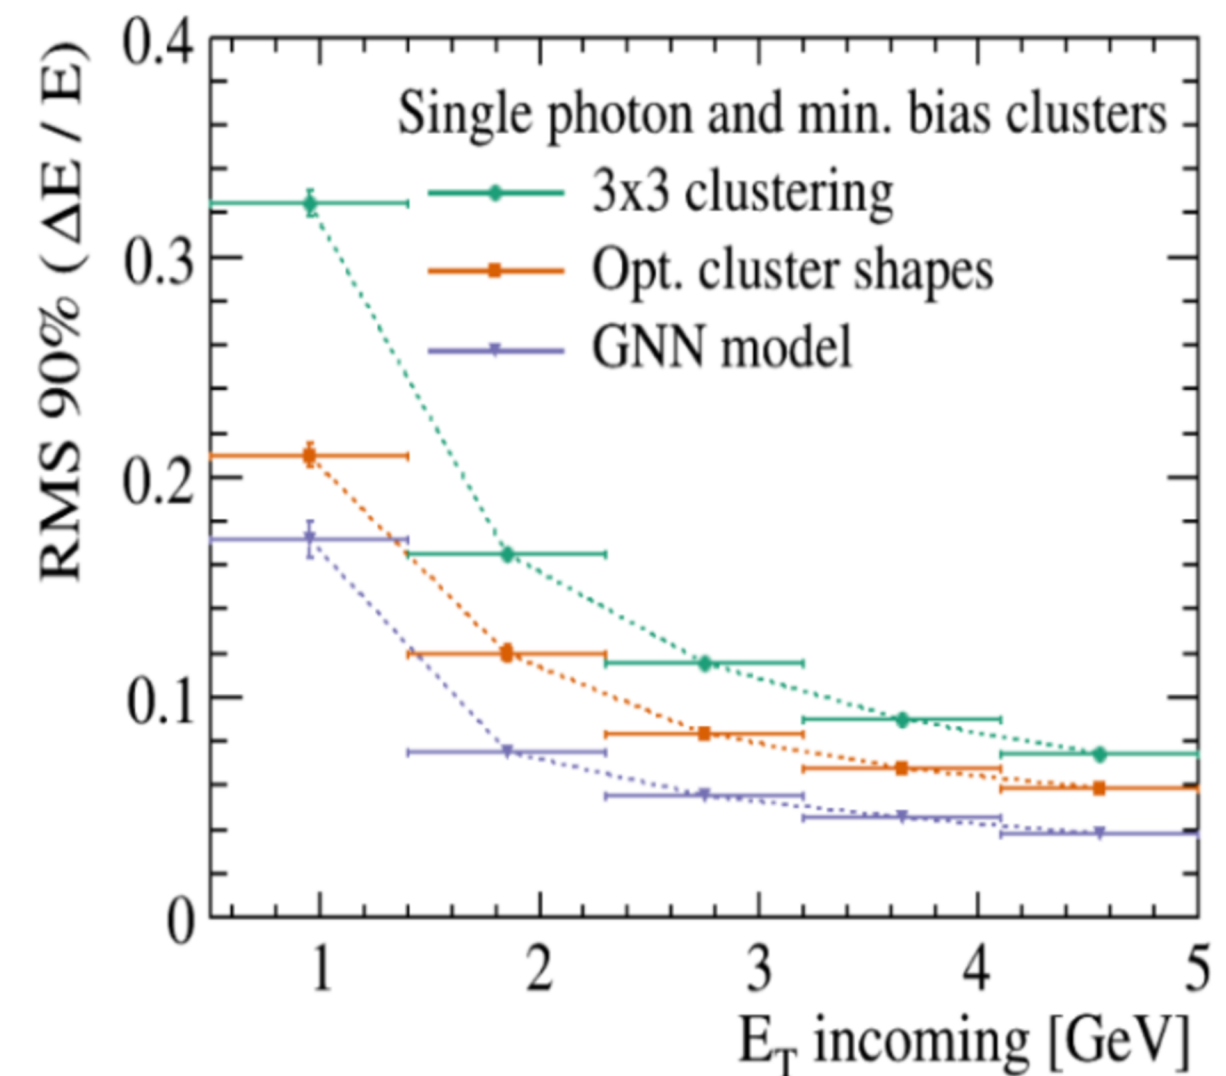 RMS 90% ( ΔE / E)
0.4
0.3
0.2
0.1
0
Single photon and min. bias clusters
3x3 clustering
Opt. cluster shapes
GNN model
1 2 3 4 5
E_T incoming [GeV]